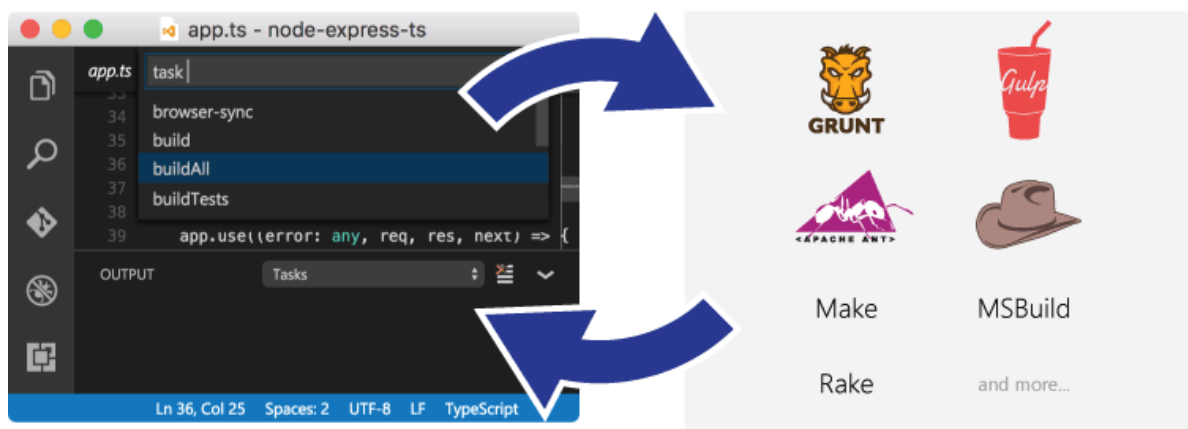 app.ts - node-express-ts
app.ts
task
browser-sync
build
buildAll
buildTests
33
34
35
36
37
38
39 app.use((error: any, req, res, next) => {
OUTPUT Tasks
Ln 36, Col 25 Spaces: 2 UTF-8 LF TypeScript
GRUNT
Gulp
<APACHE ANT>
Make MSBuild
Rake and more...